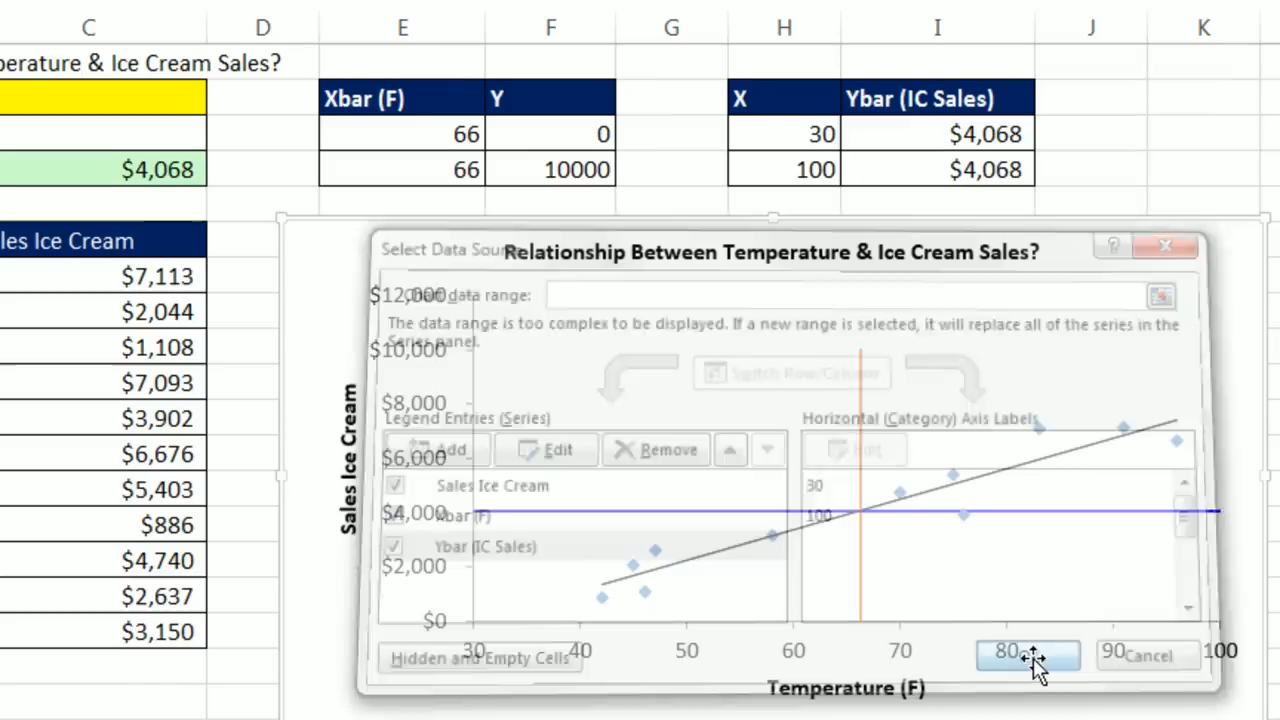 C D E F G H I J K
perature & Ice Cream Sales?
Xbar (F) Y X Ybar (IC Sales)
66 0 30 $4,068
$4,068 66 10000 100 $4,068
les Ice Cream
$7,113
$2,044
$1,108
$7,093
$3,902
$6,676
$5,403
$886
$4,740
$2,637
$3,150
Select Data Sour
Relationship Between Temperature & Ice Cream Sales?
Chart data range:
The data range is too complex to be displayed. If a new range is selected, it will replace all of the series in the
Series panel.
Switch Row/Column
Legend Entries (Series) Horizontal (Category) Axis Labels
Add Edit Remove Edit
Sales Ice Cream 30
Xbar (F) 100
Ybar (IC Sales)
Hidden and Empty Cells Cancel
$12,000
$10,000
$8,000
$6,000
$4,000
$2,000
$0
Sales Ice Cream
30 40 50 60 70 80 90 100
Temperature (F)